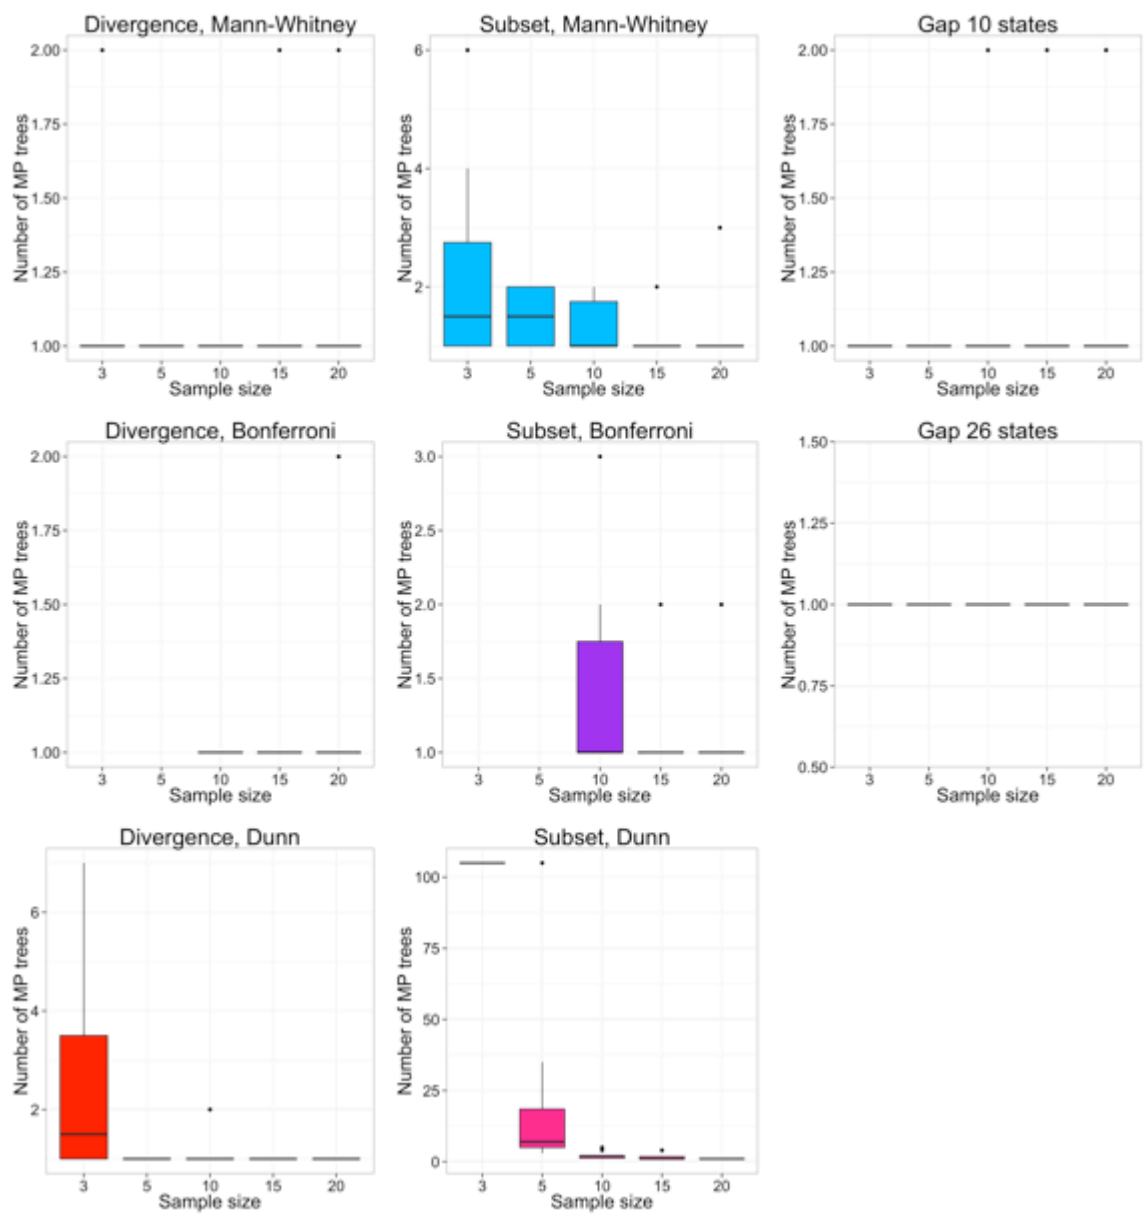 Divergence, Mann-Whitney
Number of MP trees
2.00
1.75
1.50
1.25
1.00
3 5 10 15 20
Sample size
Subset, Mann-Whitney
Number of MP trees
6
4
2
3 5 10 15 20
Sample size
Gap 10 states
Number of MP trees
2.00
1.75
1.50
1.25
1.00
3 5 10 15 20
Sample size
Divergence, Bonferroni
Number of MP trees
2.00
1.75
1.50
1.25
1.00
3 5 10 15 20
Sample size
Subset, Bonferroni
Number of MP trees
3.0
2.5
2.0
1.5
1.0
3 5 10 15 20
Sample size
Gap 26 states
Number of MP trees
1.50
1.25
1.00
0.75
0.50
3 5 10 15 20
Sample size
Divergence, Dunn
Number of MP trees
6
4
2
3 5 10 15 20
Sample size
Subset, Dunn
Number of MP trees
100
75
50
25
0
3 5 10 15 20
Sample size